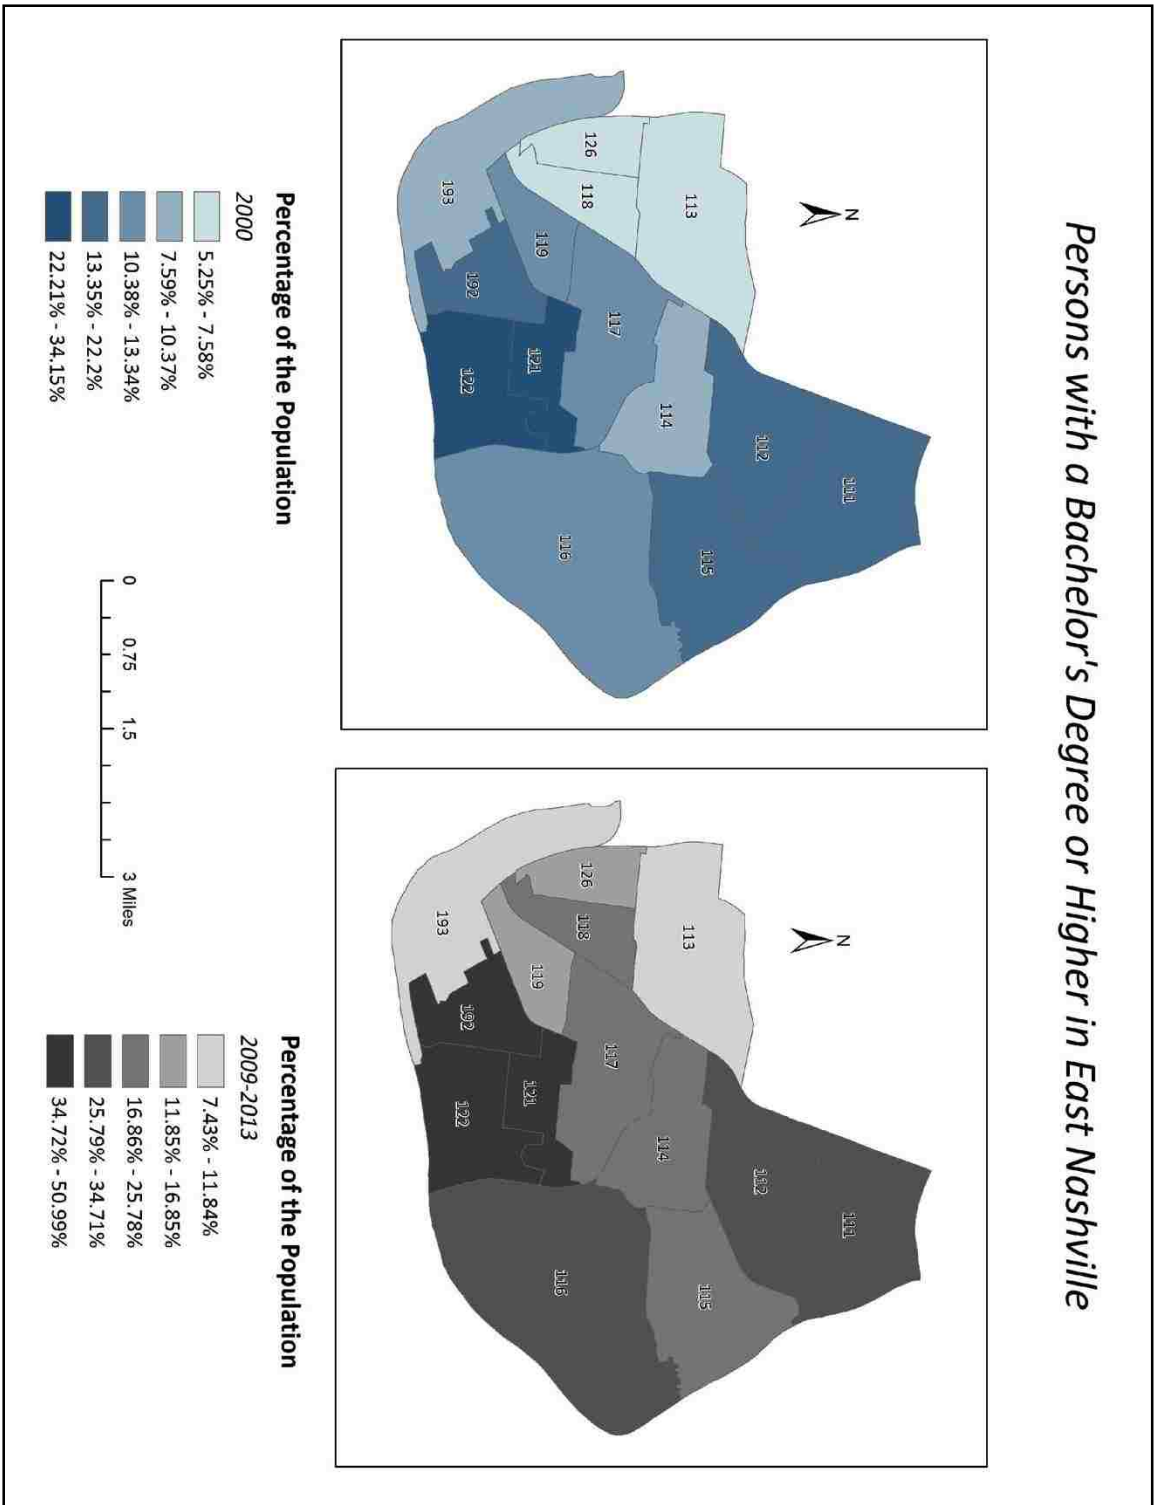 Persons with a Bachelor's Degree or Higher in East Nashville
N
111
112
113
115
114
126
118
117
116
119
121
192
122
193
N
111
112
113
115
114
126
118
117
116
119
121
192
122
193
Percentage of the Population
2000
5.25% - 7.58%
7.59% - 10.37%
10.38% - 13.34%
13.35% - 22.2%
22.21% - 34.15%
0 0.75 1.5 3 Miles
Percentage of the Population
2009-2013
7.43% - 11.84%
11.85% - 16.85%
16.86% - 25.78%
25.79% - 34.71%
34.72% - 50.99%